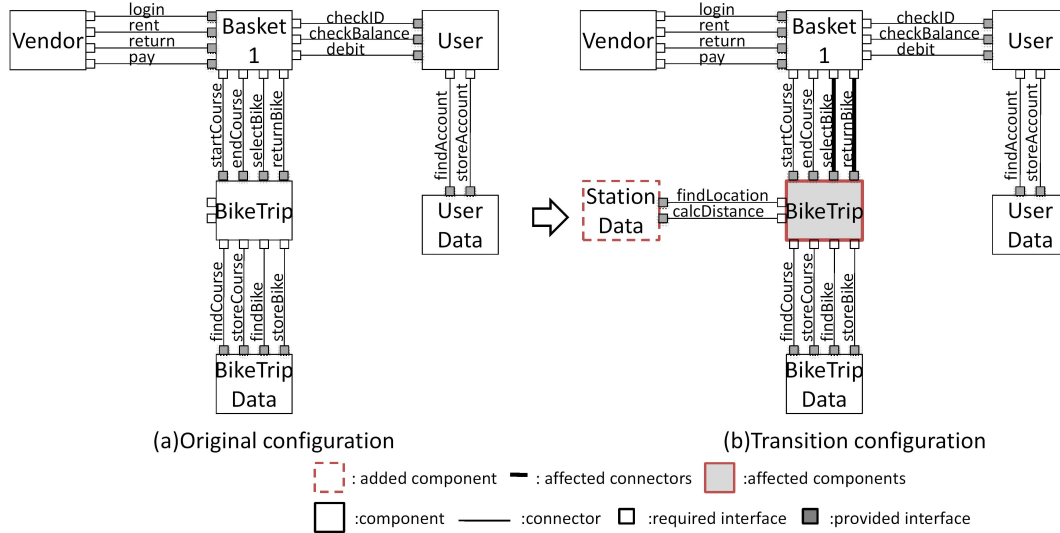 login
rent
return
pay
Vendor
Basket
1
checkID
checkBalance
debit
User
startCourse
endCourse
selectBike
returnBike
findAccount
storeAccount
BikeTrip
User
Data
findCourse
storeCourse
findBike
storeBike
BikeTrip
Data
(a)Original configuration
login
rent
return
pay
Vendor
Basket
1
checkID
checkBalance
debit
User
startCourse
endCourse
selectBike
returnBike
findAccount
storeAccount
Station
Data
findLocation
calcDistance
BikeTrip
User
Data
findCourse
storeCourse
findBike
storeBike
BikeTrip
Data
(b)Transition configuration
: added component
: affected connectors
:affected components
:component
:connector
:required interface
:provided interface